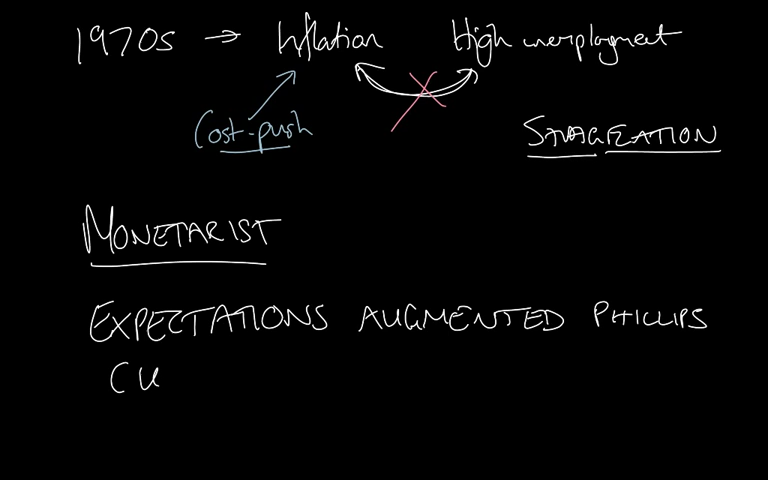 1970s → Inflation High unemployment
Cost-push
STAGFLATION
MONETARIST
EXPECTATIONS AUGMENTED PHILLIPS
CU